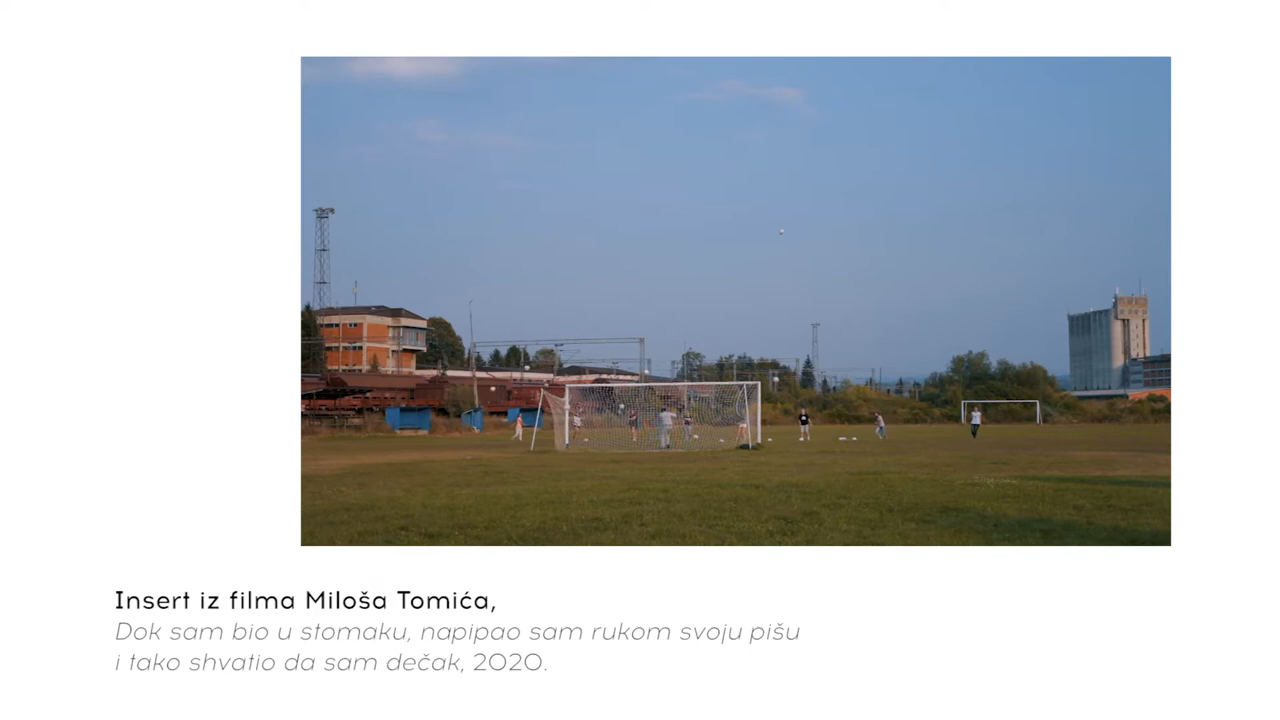 Insert iz filma Miloša Tomića,
Dok sam bio u stomaku, napipao sam rukom svoju pišu
i tako shvatio da sam dečak, 2020.